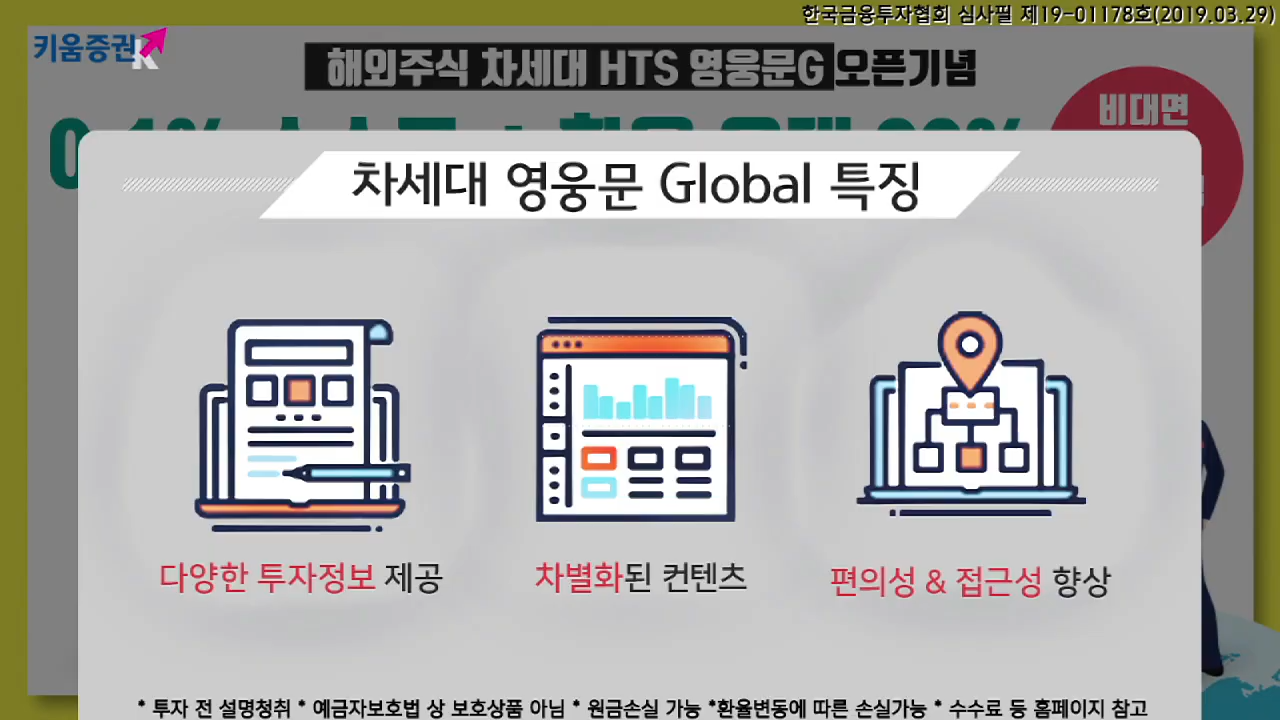 한국금융투자협회 심사필 제19-01178호(2019.03.29)
키움증권
해외주식 차세대 HTS 영웅문G 오픈기념
비대면
차세대 영웅문 Global 특징
다양한 투자정보 제공
차별화된 컨텐츠
편의성 & 접근성 향상
* 투자 전 설명청취 * 예금자보호법 상 보호상품 아님 * 원금손실 가능 *환율변동에 따른 손실가능 * 수수료 등 홈페이지 참고